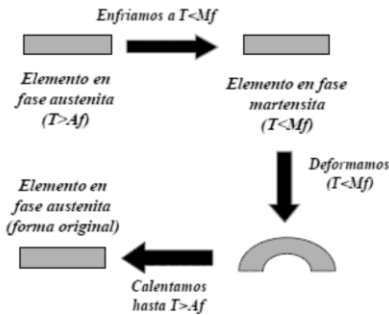 Enfriamos a T<Mf
Elemento en
fase austenita
(T>Af)
Elemento en fase
martensita
(T<Mf)
Deformamos
(T<Mf)
Elemento en
fase austenita
(forma original)
Calentamos
hasta T>Af